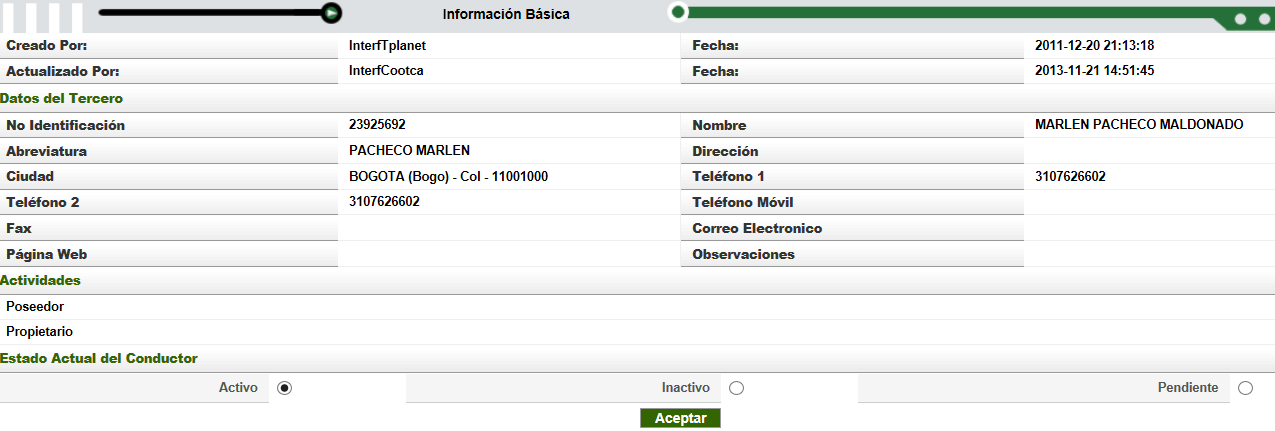 Información Básica
Creado Por: InterfTplanet Fecha: 2011-12-20 21:13:18
Actualizado Por: InterfCootca Fecha: 2013-11-21 14:51:45
Datos del Tercero
No Identificación 23925692 Nombre MARLEN PACHECO MALDONADO
Abreviatura PACHECO MARLEN Dirección
Ciudad BOGOTA (Bogo) - Col - 11001000 Teléfono 1 3107626602
Teléfono 2 3107626602 Teléfono Móvil
Fax Correo Electronico
Página Web Observaciones
Actividades
Poseedor
Propietario
Estado Actual del Conductor
Activo Inactivo Pendiente
Aceptar